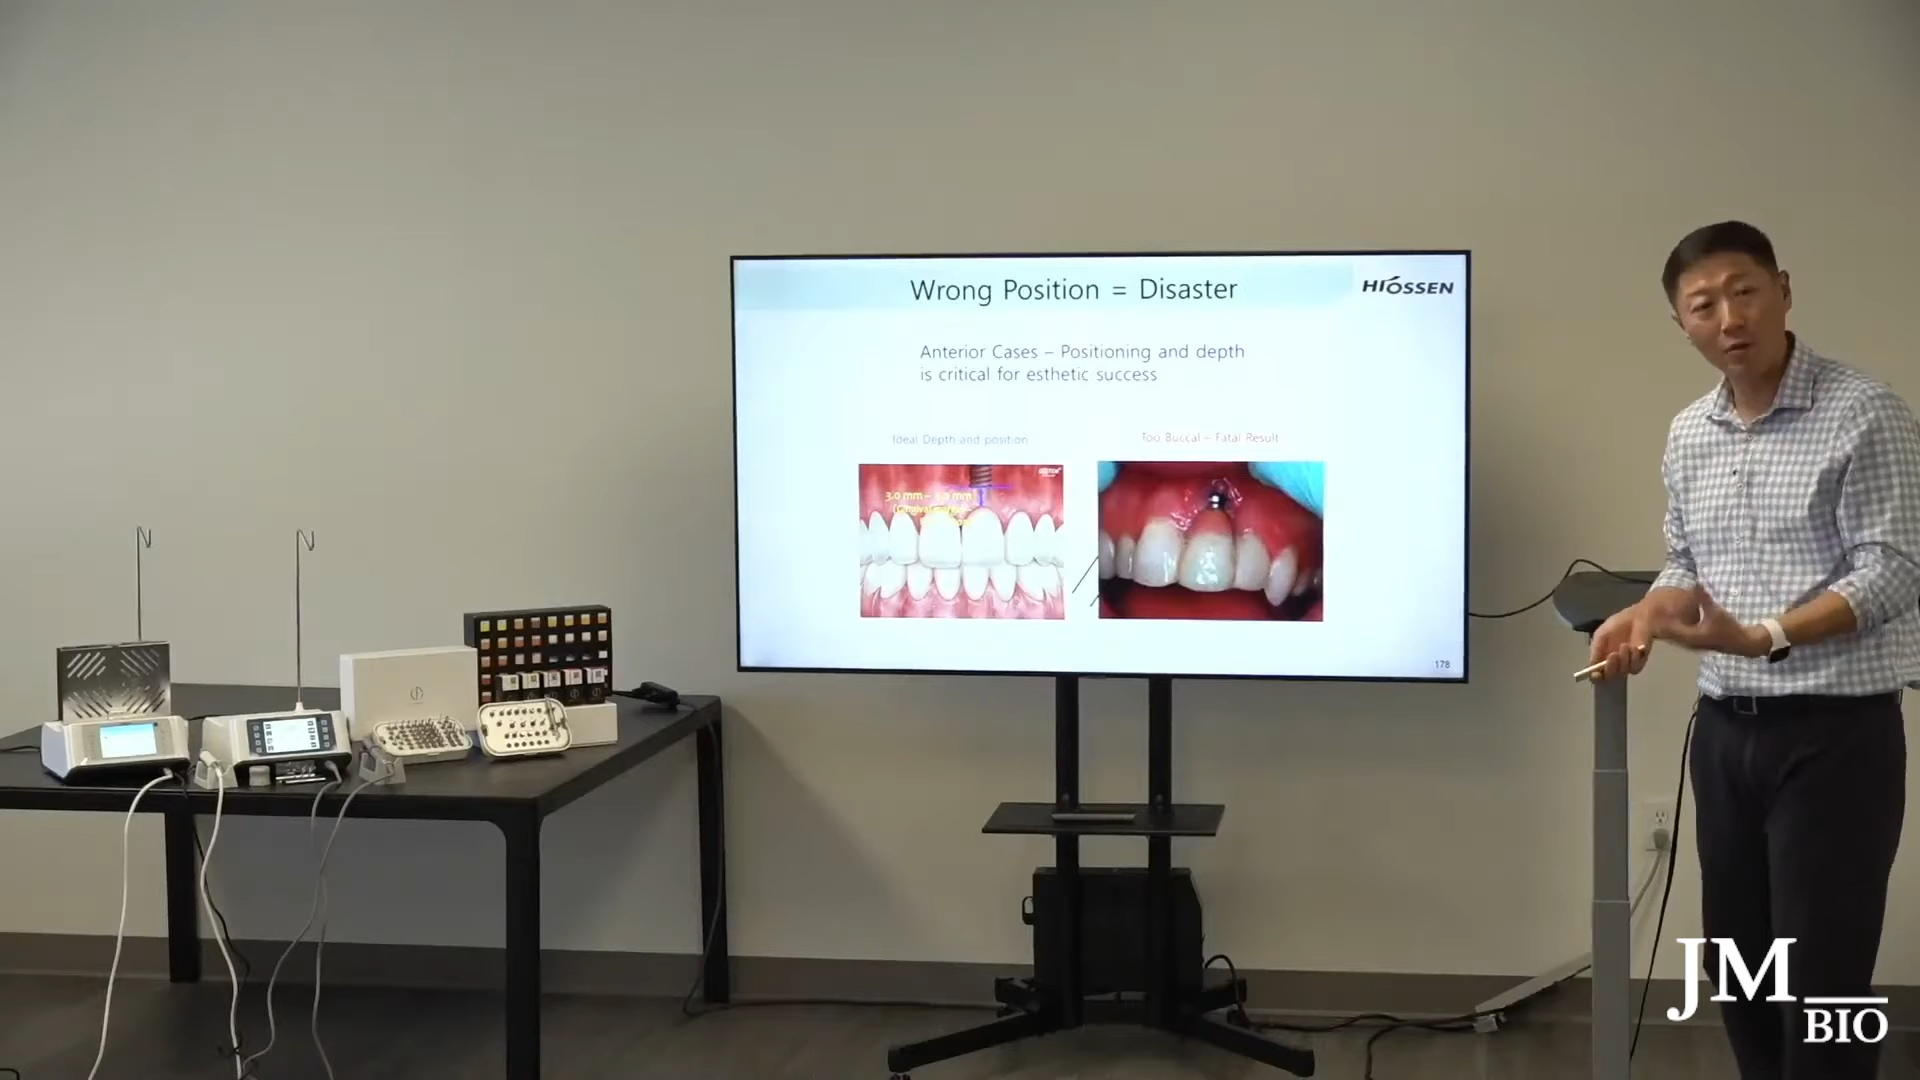 Wrong Position = Disaster
HIOSSEN
Anterior Cases – Positioning and depth
is critical for esthetic success
Ideal Depth and position
Too Buccal – Fatal Result
3.0 mm –
mm
178
JM
BIO